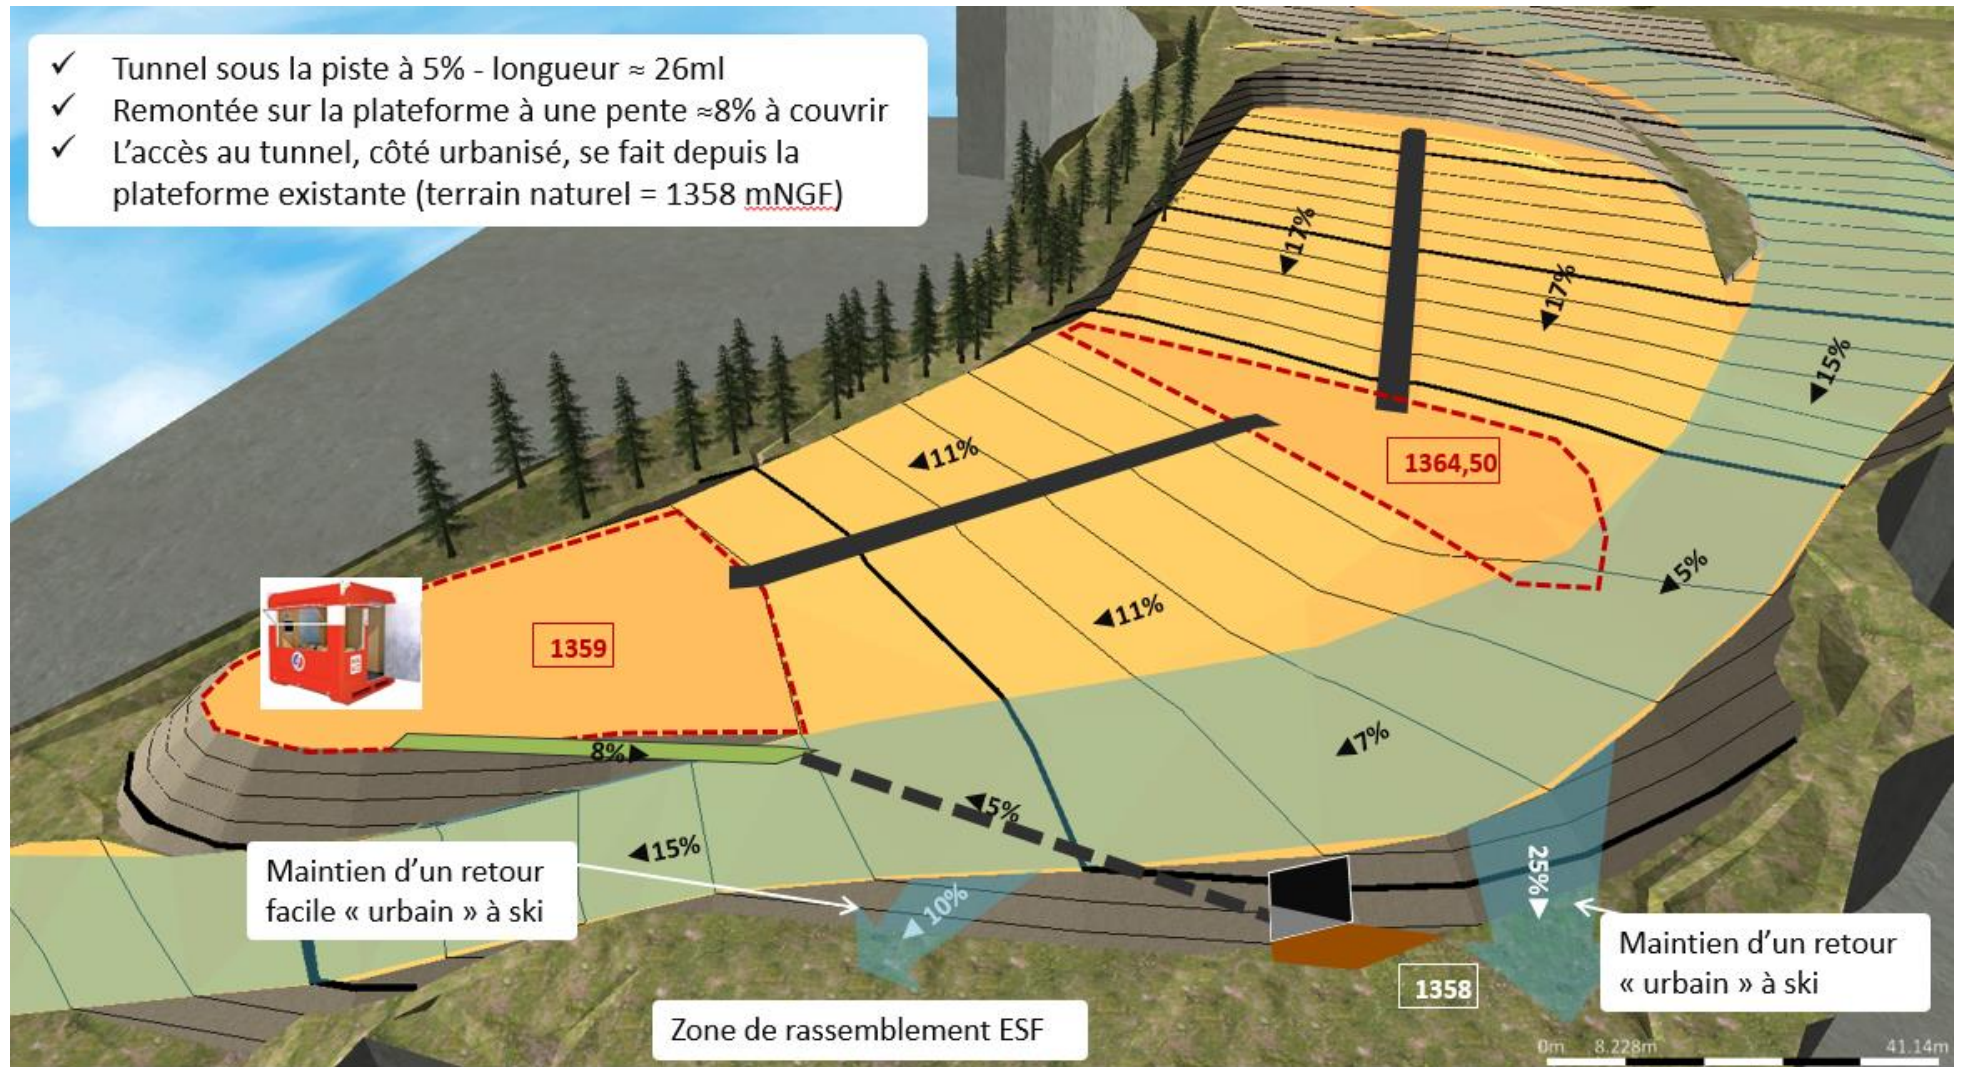 ✓ Tunnel sous la piste à 5% - longueur ≈ 26ml
✓ Remontée sur la plateforme à une pente ≈8% à couvrir
✓ L’accès au tunnel, côté urbanisé, se fait depuis la
plateforme existante (terrain naturel = 1358 mNGF)
◄17%
◄17%
◄15%
◄11%
1364,50
◄5%
◄11%
1359
◄7%
8%►
◄5%
◄15%
Maintien d’un retour
facile « urbain » à ski
◄10%
25%►
Maintien d’un retour
« urbain » à ski
1358
Zone de rassemblement ESF
0m 8.228m 41.14m